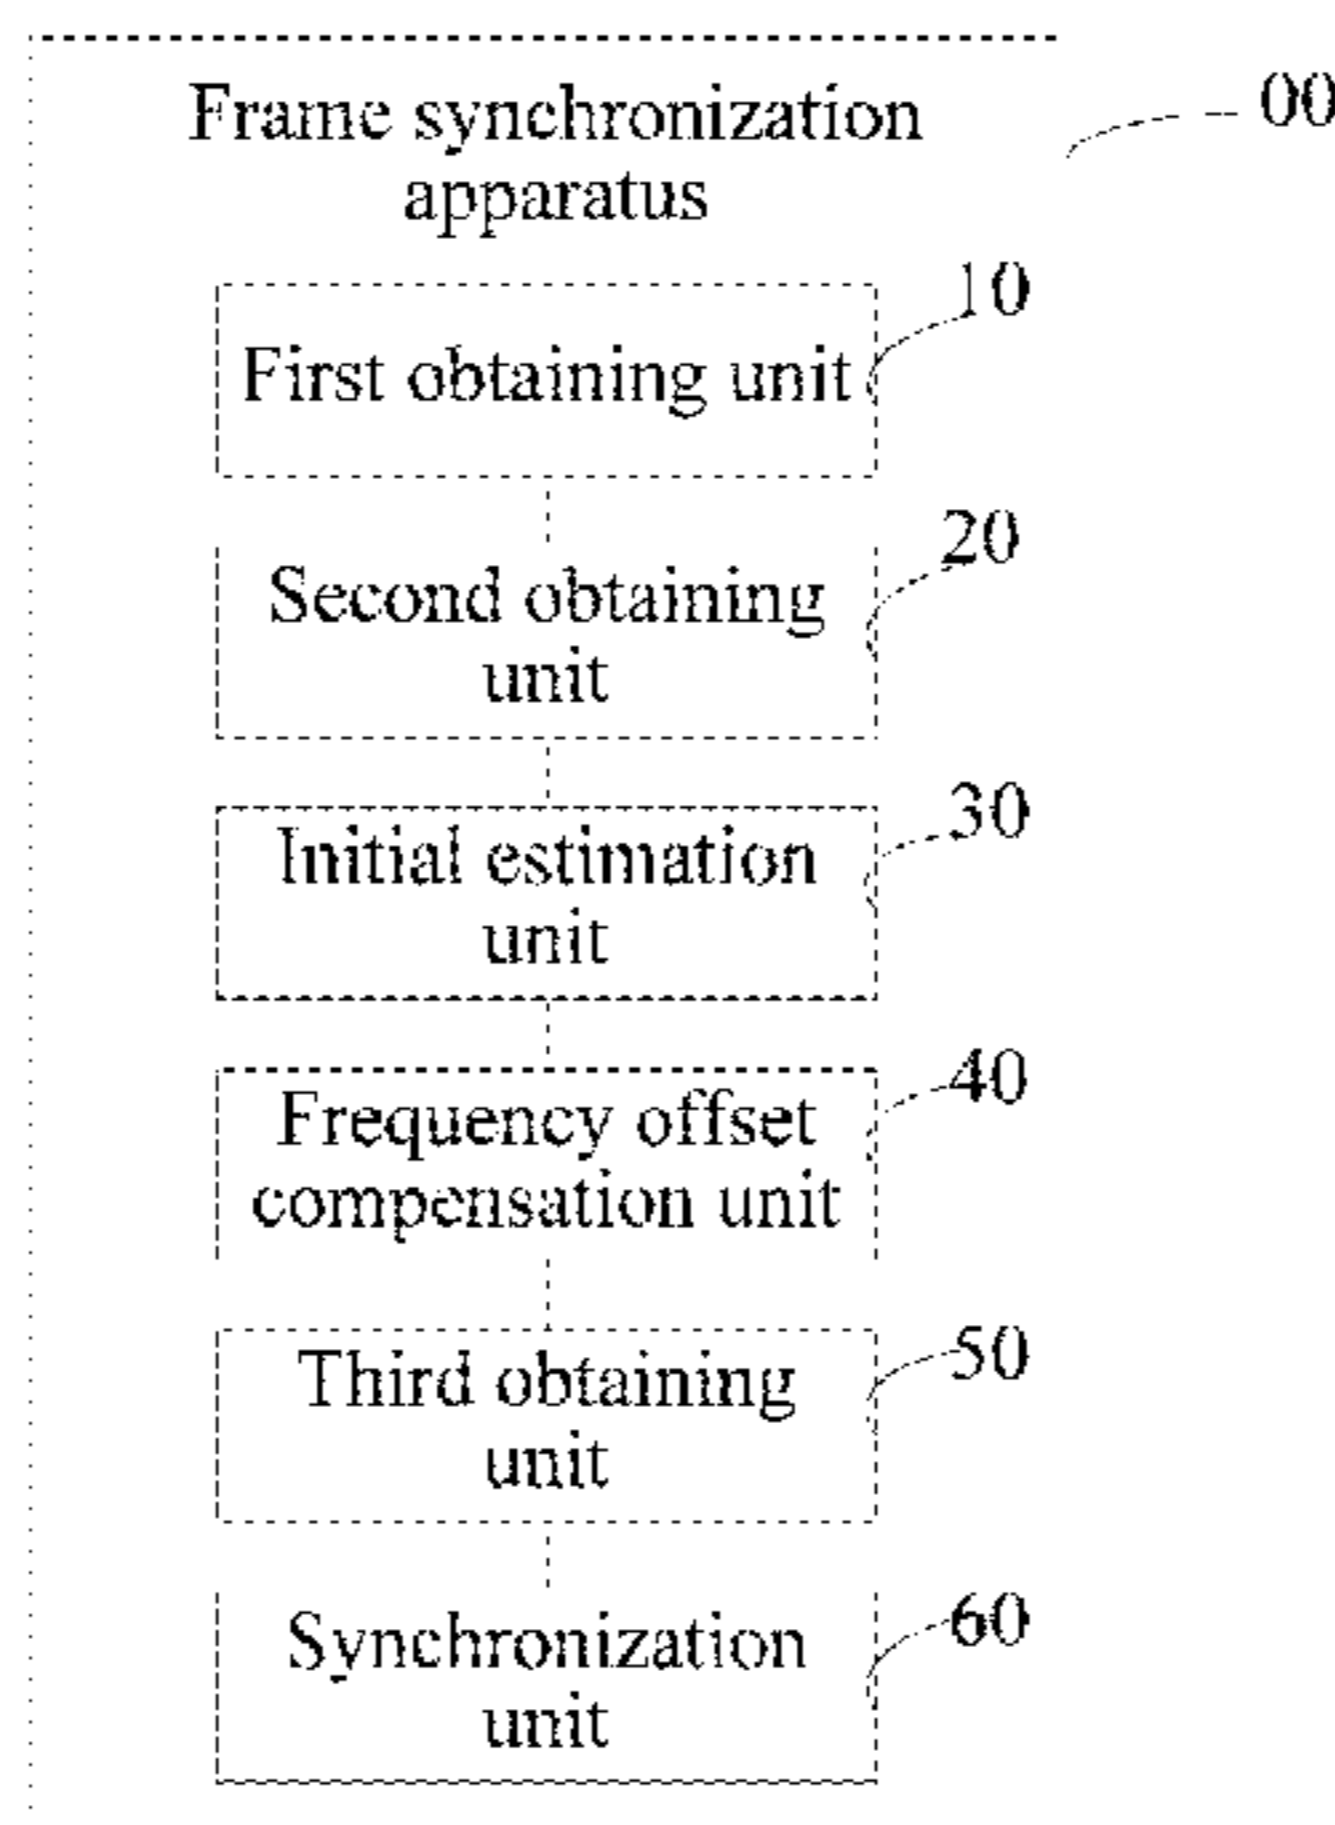 Frame synchronization
apparatus
00
10
First obtaining unit
20
Second obtaining
unit
30
Initial estimation
unit
40
Frequency offset
compensation unit
50
Third obtaining
unit
60
Synchronization
unit